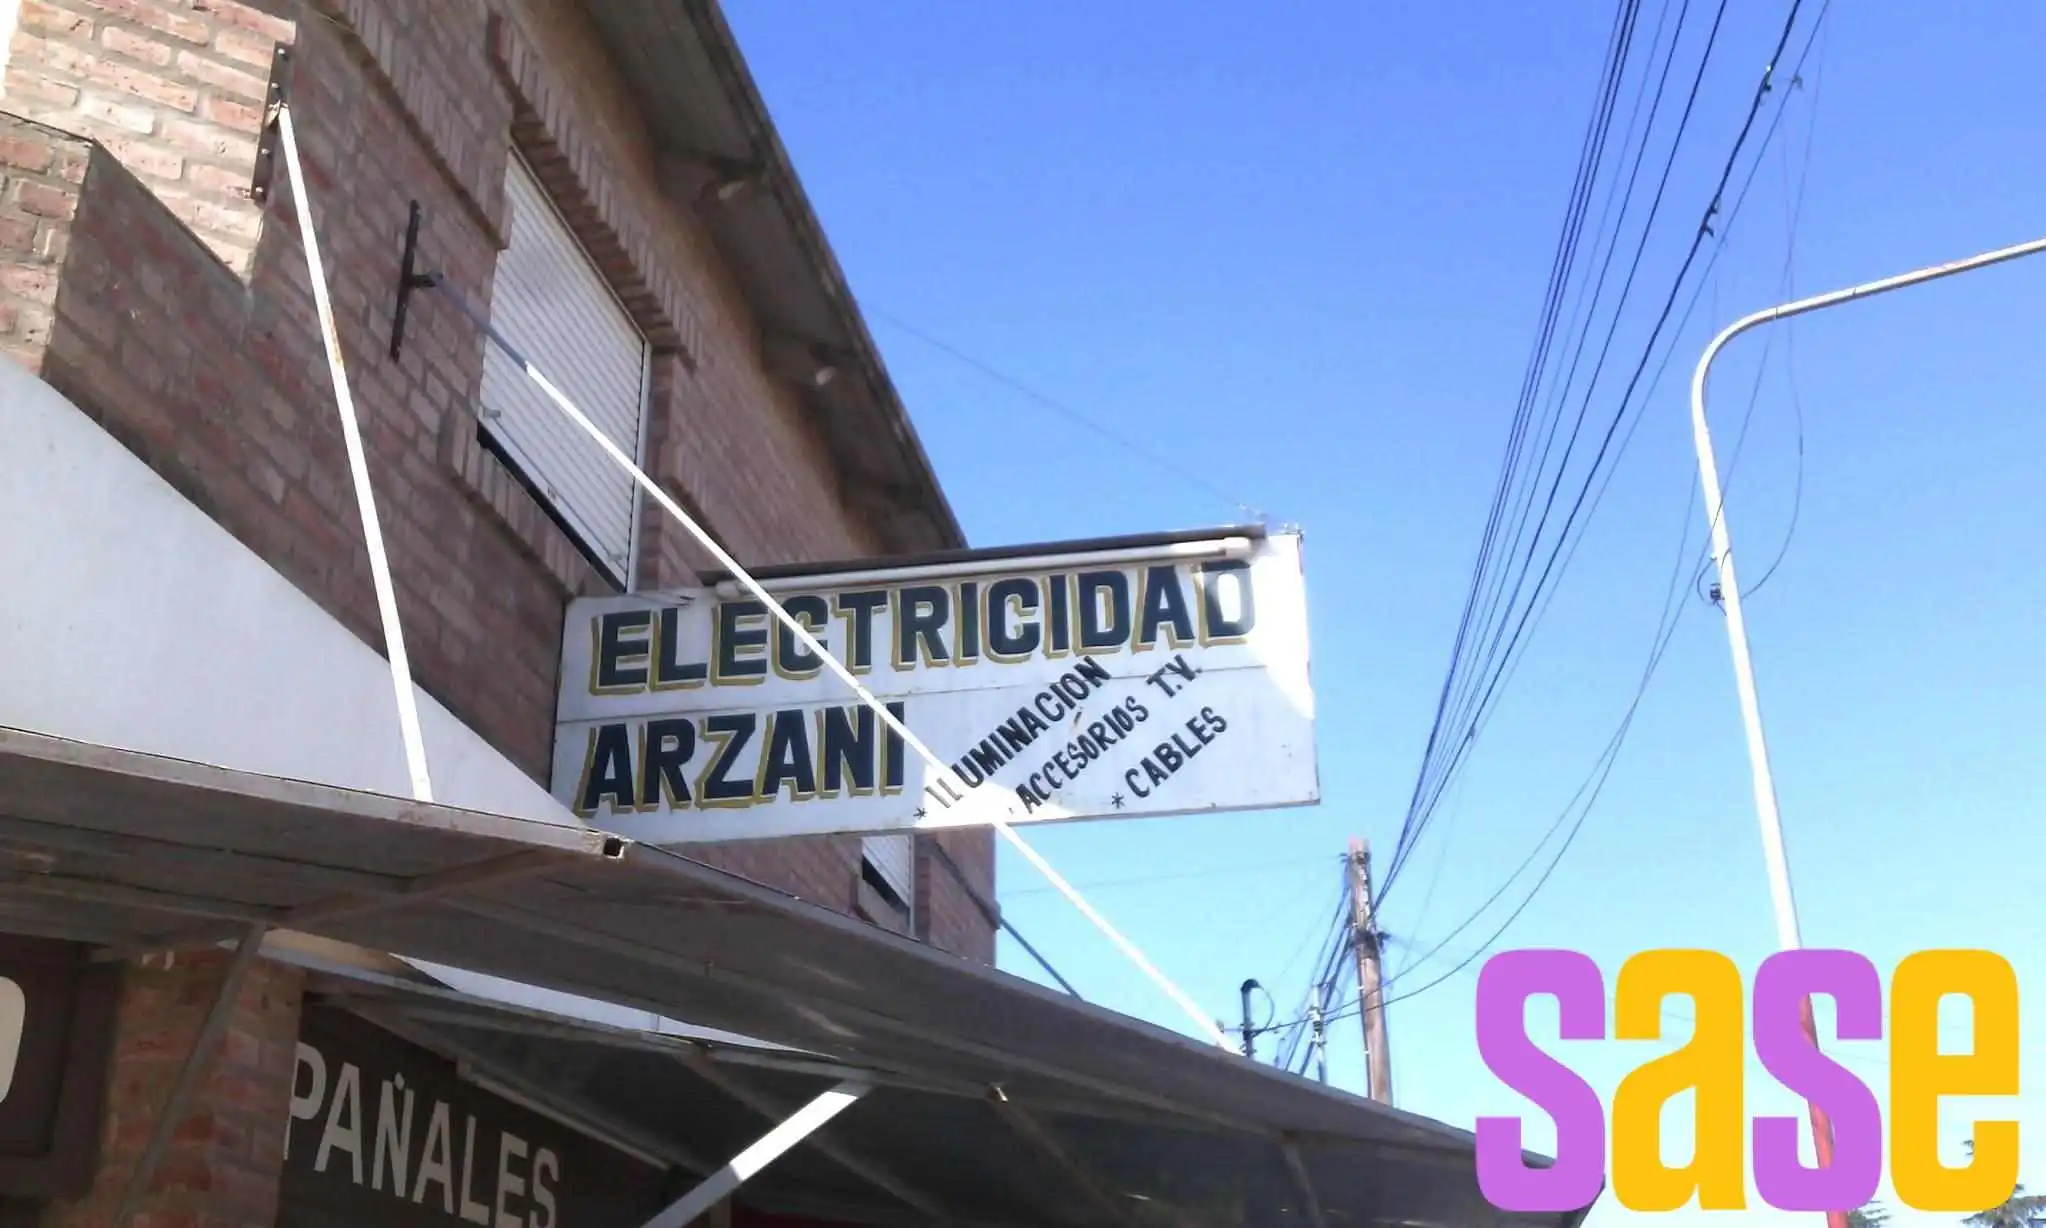 ELECTRICIDAD
ARZANI
* ILUMINACION
. ACCESORIOS T.V.
* CABLES
PAÑALES
sase